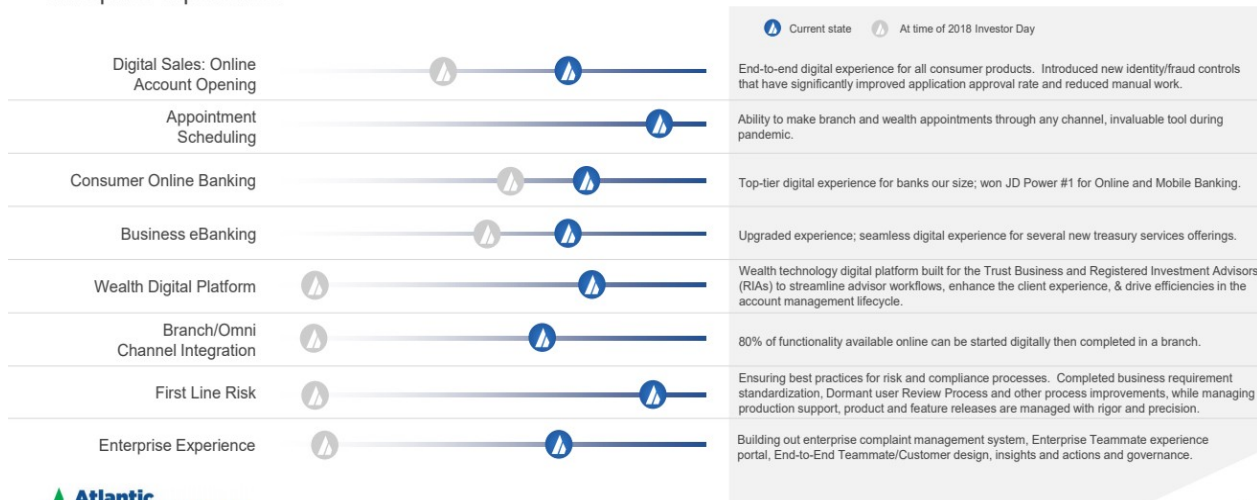 Current state
At time of 2018 Investor Day
Digital Sales: Online
Account Opening
End-to-end digital experience for all consumer products. Introduced new identity/fraud controls
that have significantly improved application approval rate and reduced manual work.
Appointment
Scheduling
Ability to make branch and wealth appointments through any channel, invaluable tool during
pandemic.
Consumer Online Banking
Top-tier digital experience for banks our size; won JD Power #1 for Online and Mobile Banking.
Business eBanking
Upgraded experience; seamless digital experience for several new treasury services offerings.
Wealth Digital Platform
Wealth technology digital platform built for the Trust Business and Registered Investment Advisors
(RIAs) to streamline advisor workflows, enhance the client experience, & drive efficiencies in the
account management lifecycle.
Branch/Omni
Channel Integration
80% of functionality available online can be started digitally then completed in a branch.
First Line Risk
Ensuring best practices for risk and compliance processes. Completed business requirement
standardization, Dormant user Review Process and other process improvements, while managing
production support, product and feature releases are managed with rigor and precision.
Enterprise Experience
Building out enterprise complaint management system, Enterprise Teammate experience
portal, End-to-End Teammate/Customer design, insights and actions and governance.
Atlantic